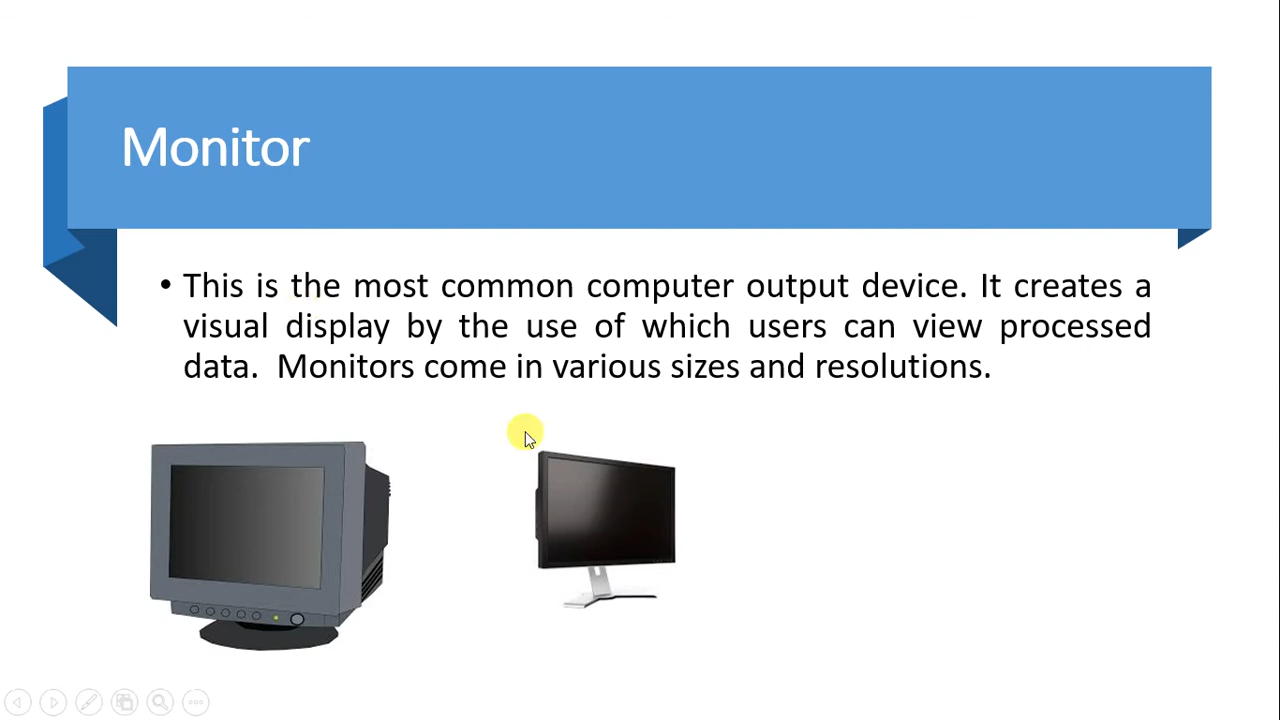 Monitor
• This is the most common computer output device. It creates a
visual display by the use of which users can view processed
data.  Monitors come in various sizes and resolutions.